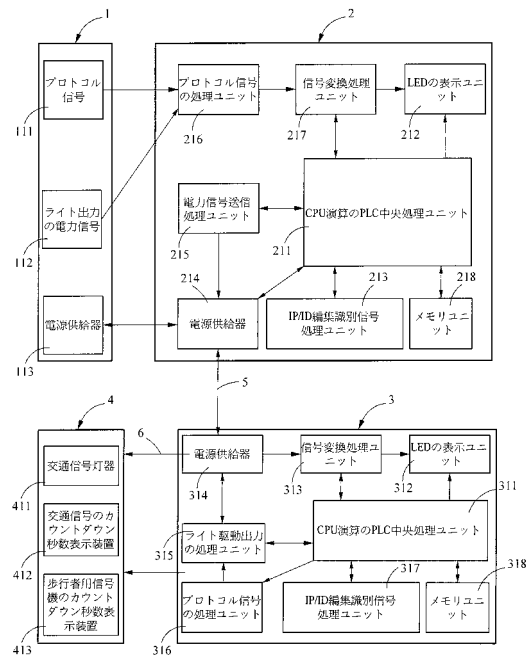 1
プロトコル
信号
111
ライト出力
の電力信号
112
電源供給器
113
2
プロトコル信号
の処理ユニット
216
信号変換処理
ユニット
217
LEDの表示ユニ
ット
212
電力信号送信
処理ユニット
215
CPU演算のPLC中央処理ユニット
211
214
電源供給器
213
IP/ID編集識別信号
処理ユニット
218
メモリユニ
ット
5
4
6
交通信号灯器
411
交通信号のカ
ウントダウン
秒数表示装置
412
歩行者用信号
機のカウント
ダウン秒数表
示装置
413
3
電源供給器
314
信号変換処理ユ
ニット
313
LEDの表示ユニ
ット
312
311
CPU演算のPLC中央処理ユニット
ライト駆動出力
の処理ユニット
315
プロトコル信号
の処理ユニット
316
317
IP/ID編集識別信号
処理ユニット
318
メモリユニ
ット